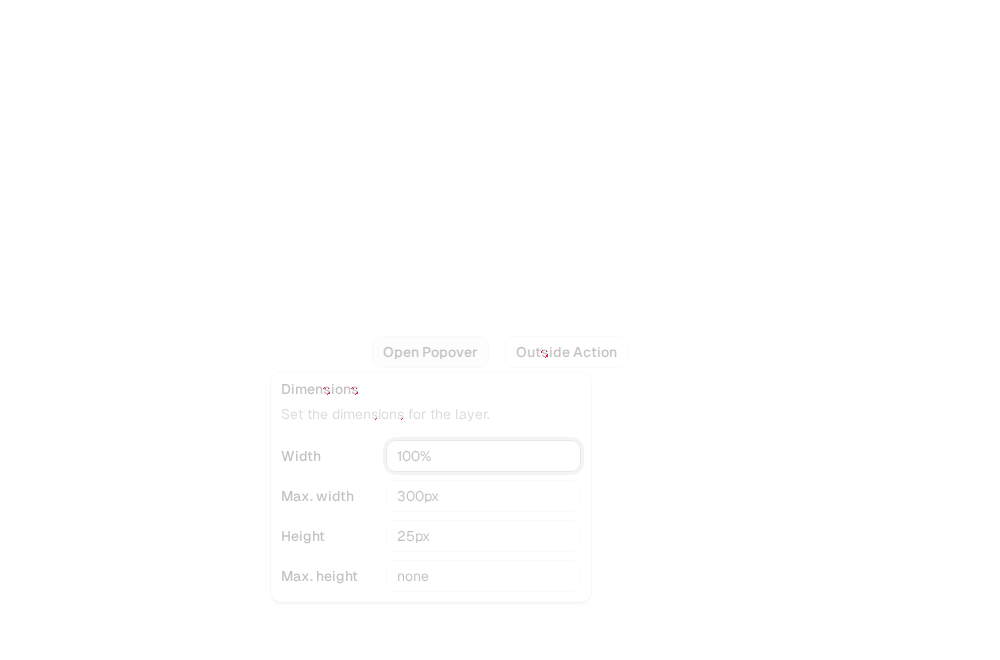 Open Popover
Outside Action
Dimensions
Set the dimensions for the layer.
Width
100%
Max. width
300px
Height
25px
Max. height
none